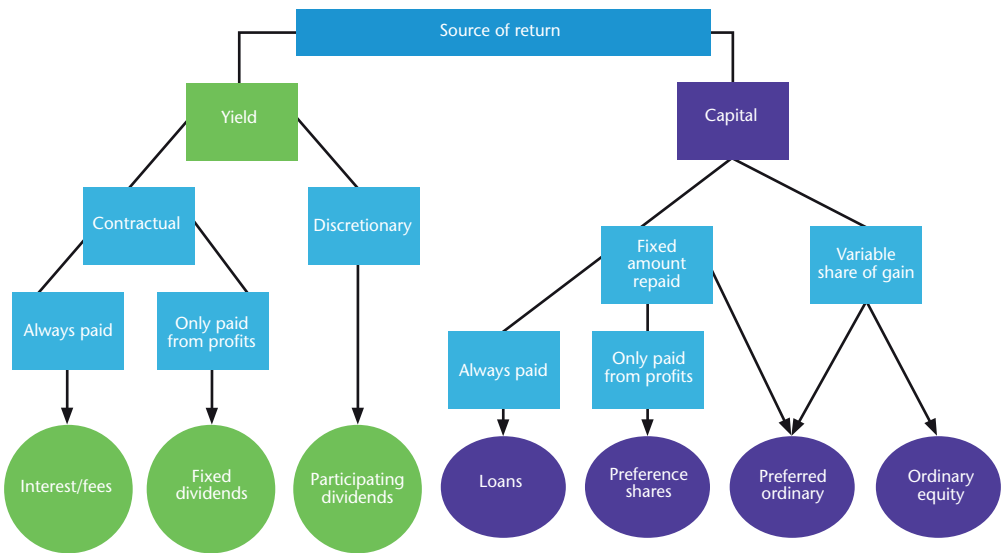 Source of return
Yield
Capital
Contractual
Discretionary
Fixed
amount
repaid
Variable
share of gain
Always paid
Only paid
from profits
Always paid
Only paid
from profits
Interest/fees
Fixed
dividends
Participating
dividends
Loans
Preference
shares
Preferred
ordinary
Ordinary
equity